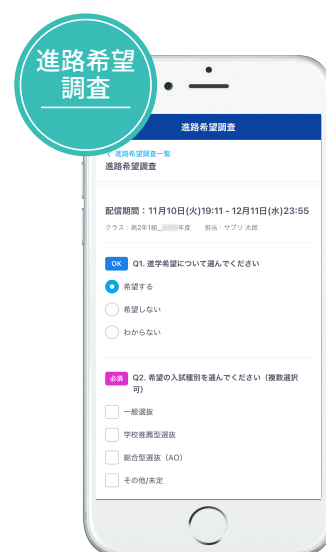 進路希望
調査
進路希望調査
< 進路希望調査一覧
進路希望調査
配信期間：11月10日(火)19:11 - 12月11日(水)23:55
クラス：高2年1組_ 年度 担当：サプリ 太郎
OK Q1. 進学希望について選んでください
希望する
希望しない
わからない
必須 Q2. 希望の入試種別を選んでください（複数選択
可）
一般選抜
学校推薦型選抜
総合型選抜（AO）
その他/未定